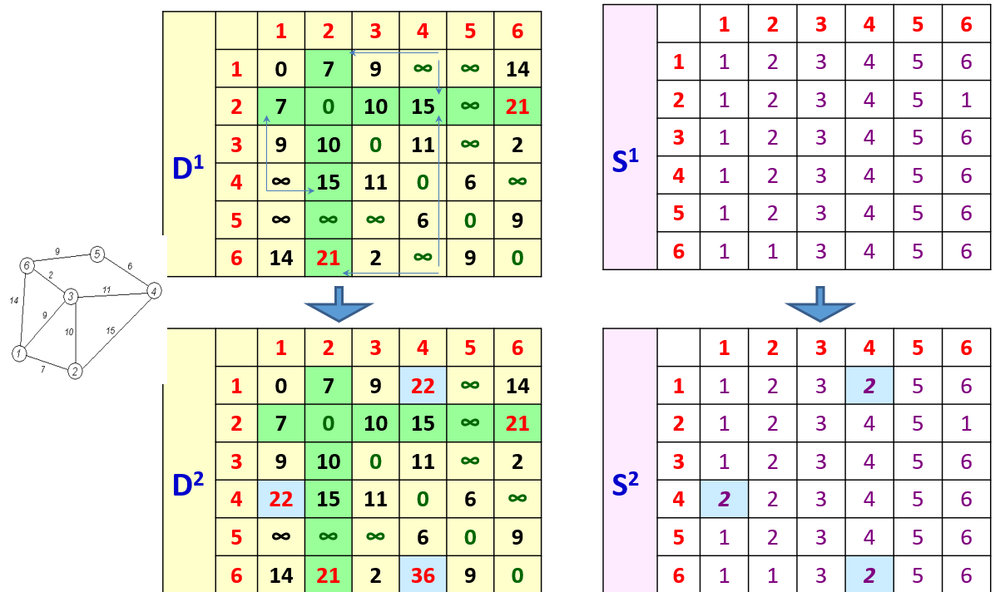 D¹
1 2 3 4 5 6
1 0 7 9 ∞ ∞ 14
2 7 0 10 15 ∞ 21
3 9 10 0 11 ∞ 2
4 ∞ 15 11 0 6 ∞
5 ∞ ∞ ∞ 6 0 9
6 14 21 2 ∞ 9 0
S¹
1 2 3 4 5 6
1 1 2 3 4 5 6
2 1 2 3 4 5 1
3 1 2 3 4 5 6
4 1 2 3 4 5 6
5 1 2 3 4 5 6
6 1 1 3 4 5 6
9
6
5
2
6
14
3
11
4
9
10
15
1
7
2
D²
1 2 3 4 5 6
1 0 7 9 22 ∞ 14
2 7 0 10 15 ∞ 21
3 9 10 0 11 ∞ 2
4 22 15 11 0 6 ∞
5 ∞ ∞ ∞ 6 0 9
6 14 21 2 36 9 0
S²
1 2 3 4 5 6
1 1 2 3 2 5 6
2 1 2 3 4 5 1
3 1 2 3 4 5 6
4 2 2 3 4 5 6
5 1 2 3 4 5 6
6 1 1 3 2 5 6